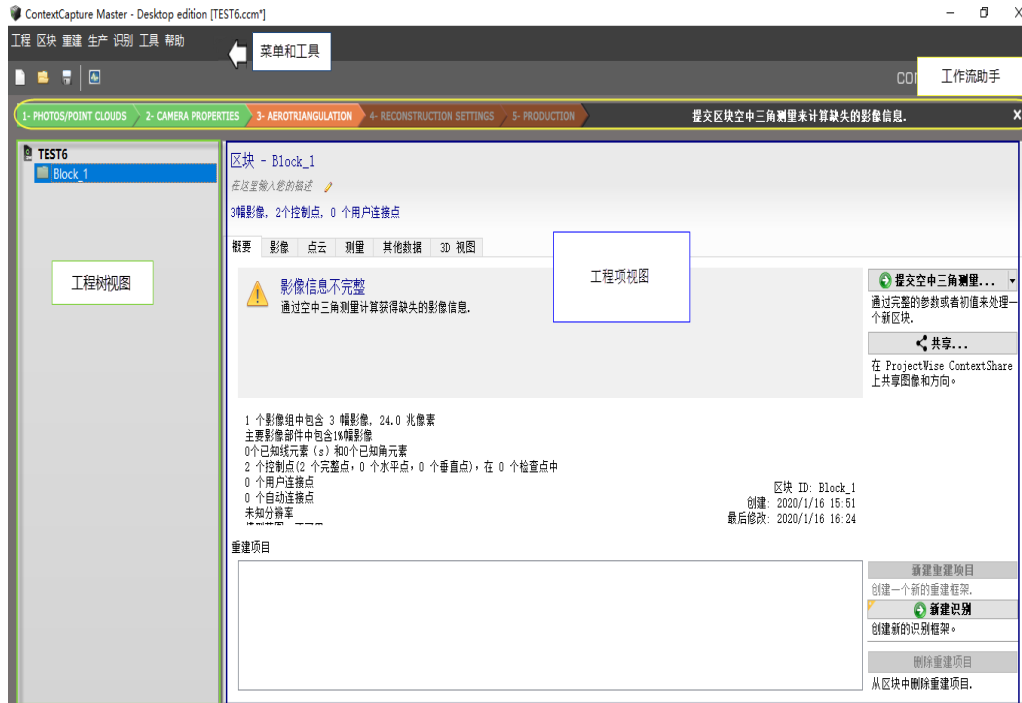 ContextCapture Master - Desktop edition [TEST6.ccm*]
工程 区块 重建 生产 识别 工具 帮助
菜单和工具
工作流助手
1- PHOTOS/POINT CLOUDS
2- CAMERA PROPERTIES
3- AEROTRIANGULATION
4- RECONSTRUCTION SETTINGS
5- PRODUCTION
提交区块空中三角测量来计算缺失的影像信息.
TEST6
Block_1
工程树视图
区块 - Block_1
在这里输入您的描述
3幅影像, 2个控制点, 0 个用户连接点
概要 影像 点云 测量 其他数据 3D 视图
影像信息不完整
通过空中三角测量计算获得缺失的影像信息.
工程项视图
提交空中三角测量...
通过完整的参数或者初值来处理一
个新区块.
共享...
在 ProjectWise ContextShare
上共享图像和方向。
1 个影像组中包含 3 幅影像, 24.0 兆像素
主要影像部件中包含1%幅影像
0个已知线元素 (s) 和0个已知角元素
2 个控制点(2 个完整点, 0 个水平点, 0 个垂直点), 在 0 个检查点中
0 个用户连接点
0 个自动连接点
未知分辨率
区块 ID: Block_1
创建: 2020/1/16 15:51
最后修改: 2020/1/16 16:24
重建项目
新建重建项目
创建一个新的重建框架.
新建识别
创建新的识别框架。
删除重建项目
从区块中删除重建项目.